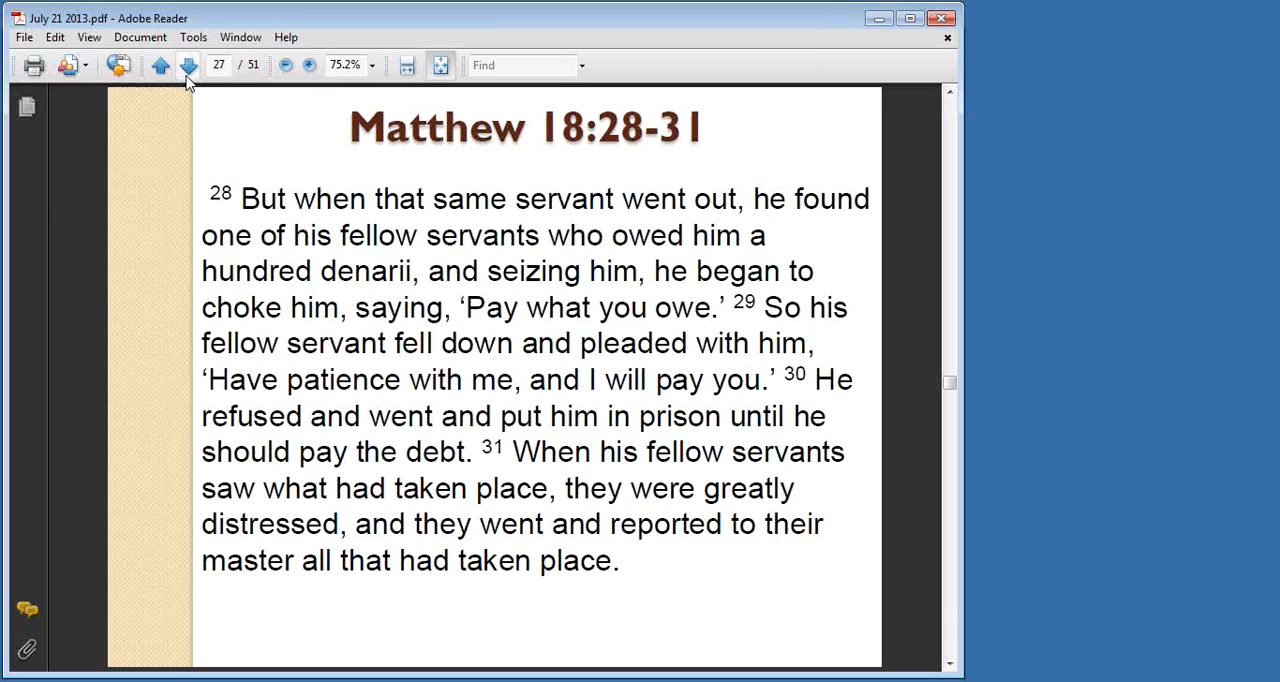 July 21 2013.pdf - Adobe Reader
File Edit View Document Tools Window Help
27 / 51 75.2% Find
Matthew 18:28-31
28 But when that same servant went out, he found
one of his fellow servants who owed him a
hundred denarii, and seizing him, he began to
choke him, saying, ‘Pay what you owe.’ 29 So his
fellow servant fell down and pleaded with him,
‘Have patience with me, and I will pay you.’ 30 He
refused and went and put him in prison until he
should pay the debt. 31 When his fellow servants
saw what had taken place, they were greatly
distressed, and they went and reported to their
master all that had taken place.